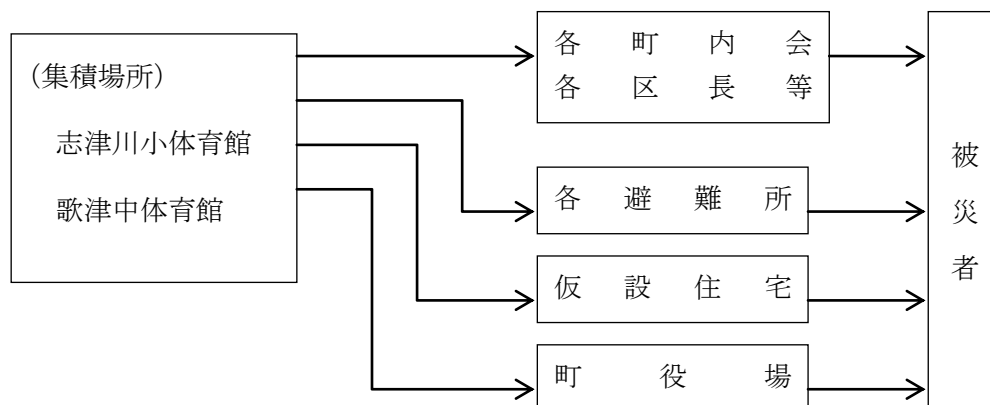 (集積場所)
志津川小体育館
歌津中体育館
各町内会
各区長等
各避難所
仮設住宅
町役場
被災者